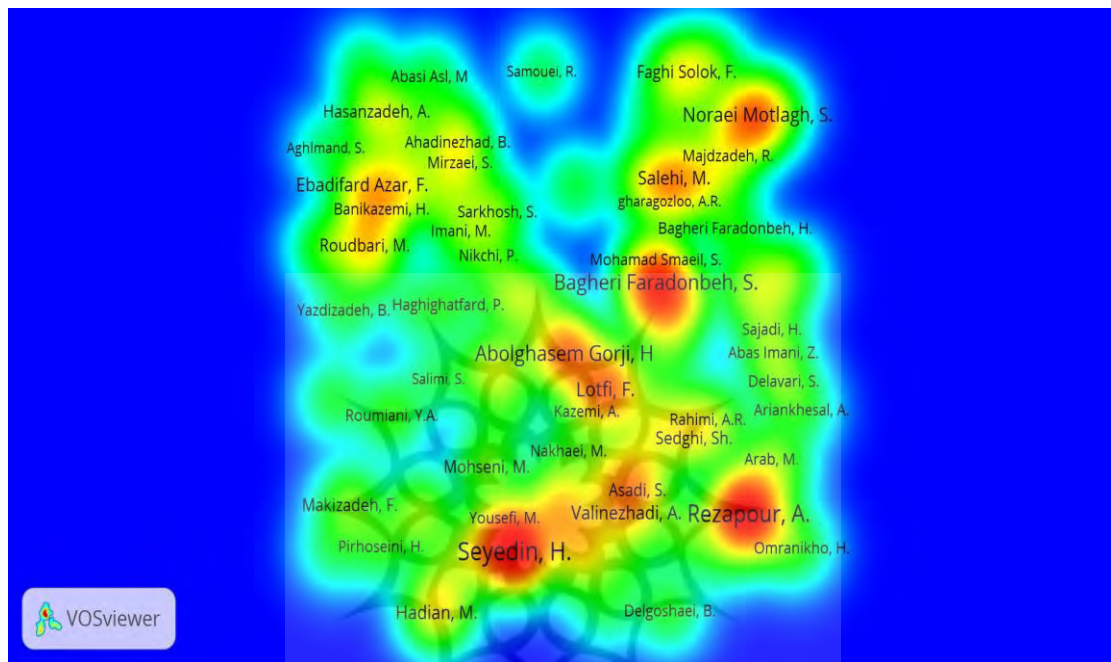 Samouei, R.
Faghi Solok, F.
Abasi Asl, M
Hasanzadeh, A.
Noraei Motlagh, S.
Ahadinezhad, B.
Aghlmand, S.
Majdzadeh, R.
Mirzaei, S.
Salehi, M.
Ebadifard Azar, F.
gharagozloo, A.R.
Banikazemi, H.
Sarkhosh, S.
Bagheri Faradonbeh, H.
Imani, M.
Roudbari, M.
Nikchi, P.
Mohamad Smaeil, S.
Bagheri Faradonbeh, S.
Haghighatfard, P.
Yazdizadeh, B.
Sajadi, H.
Abolghasem Gorji, H
Abas Imani, Z.
Salimi, S.
Delavari, S.
Lotfi, F.
Kazemi, A.
Ariankhesal, A.
Roumiani, Y.A.
Rahimi, A.R.
Sedghi, Sh.
Nakhaei, M.
Arab, M.
Mohseni, M.
Asadi, S.
Makizadeh, F.
Valinezhadi, A.
Rezapour, A.
Yousefi, M.
Pirhoseini, H.
Seyedin, H.
Omranikho, H.
Hadian, M.
Delgoshaei, B.
VOSviewer